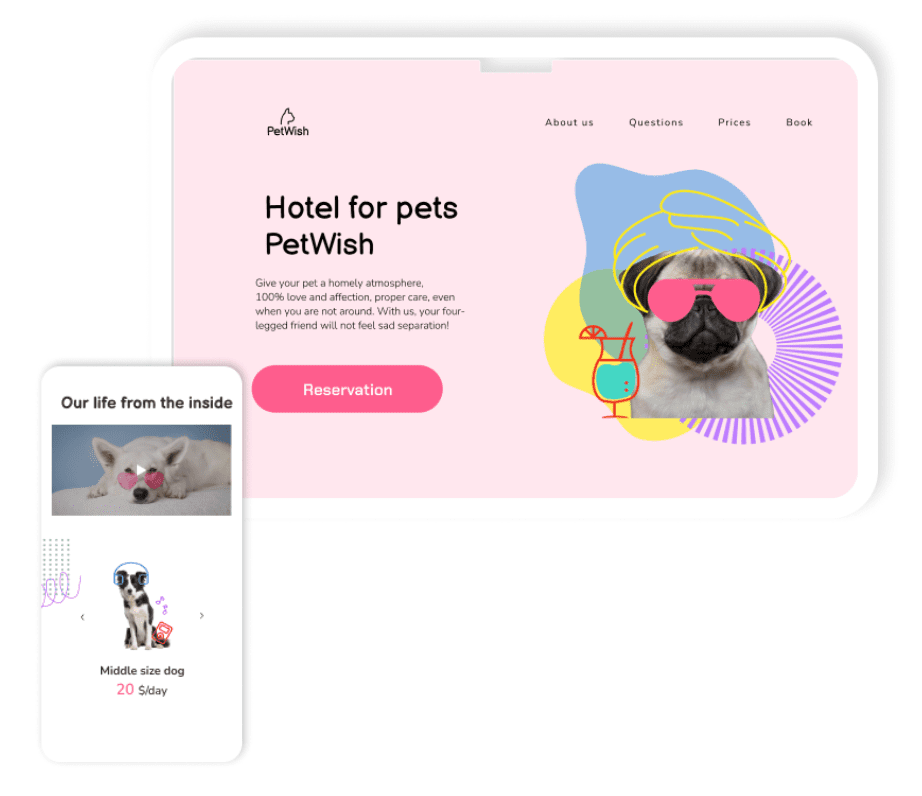 PetWish
About us
Questions
Prices
Book
Hotel for pets
PetWish
Give your pet a homely atmosphere,
100% love and affection, proper care, even
when you are not around. With us, your four-
legged friend will not feel sad separation!
Reservation
Our life from the inside
Middle size dog
20 $/day